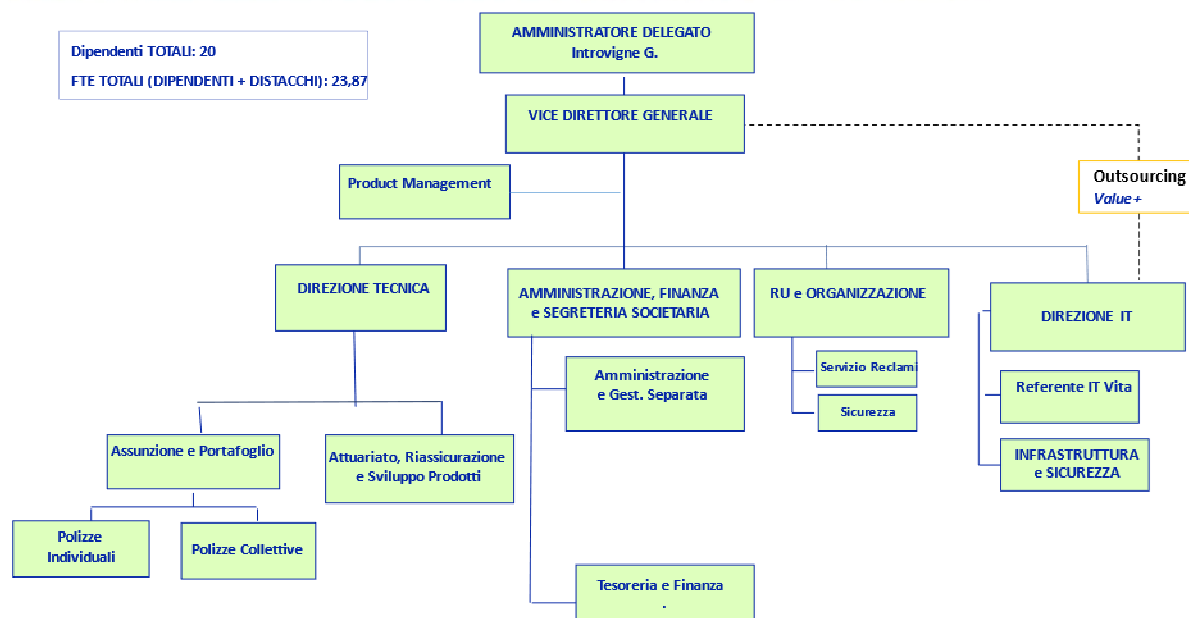 AMMINISTRATORE DELEGATO
Introvigne G.
Dipendenti TOTALI: 20
FTE TOTALI (DIPENDENTI + DISTACCHI): 23,87
VICE DIRETTORE GENERALE
Product Management
Outsourcing
Value+
DIREZIONE TECNICA
AMMINISTRAZIONE, FINANZA
e SEGRETERIA SOCIETARIA
RU e ORGANIZZAZIONE
DIREZIONE IT
Servizio Reclami
Amministrazione
e Gest. Separata
Referente IT Vita
Sicurezza
Assunzione e Portafoglio
Attuariato, Riassicurazione
e Sviluppo Prodotti
INFRASTRUTTURA
e SICUREZZA
Polizze
Individuali
Polizze Collettive
Tesoreria e Finanza
.